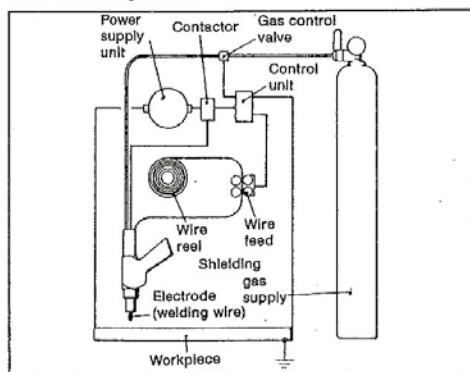 Power
supply
unit
Contactor
Gas control
valve
Control
unit
Wire
reel
Wire
feed
Shielding
gas
supply
Electrode
(welding wire)
Workpiece